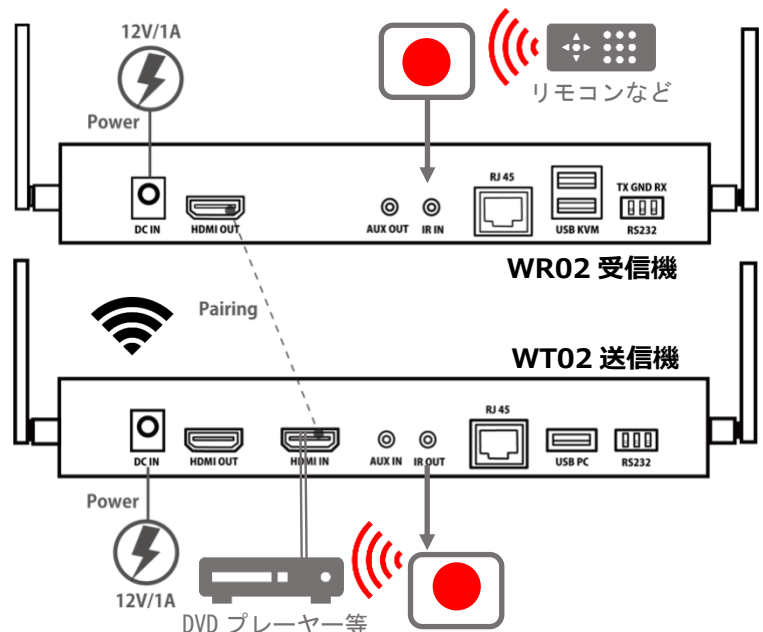 12V/1A
Power
リモコンなど
RJ 45
TX GND RX
DC IN
HDMI OUT
AUX OUT
IR IN
USB KVM
RS232
WR02 受信機
Pairing
WT02 送信機
RJ 45
DC IN
HDMI OUT
HDMI IN
AUX IN
IR OUT
USB PC
RS232
Power
12V/1A
DVD プレーヤー等